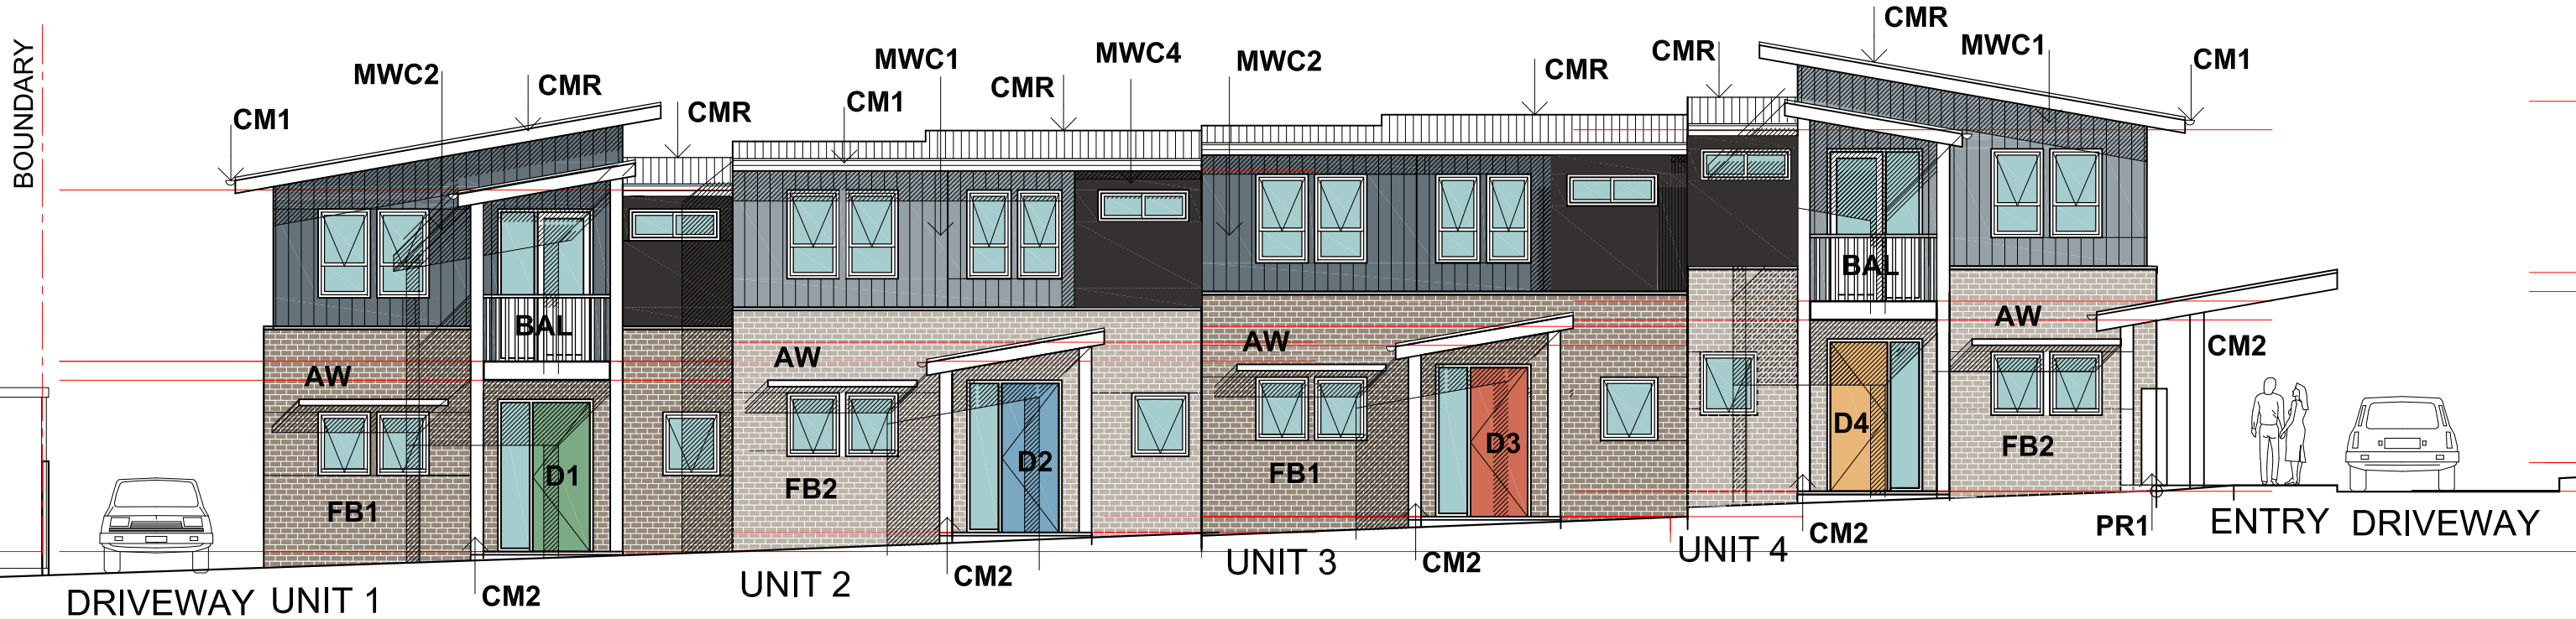 BOUNDARY
CM1
MWC2
CMR
CMR
MWC1
CM1
CMR
MWC4
MWC2
CMR
CMR
CMR
MWC1
CM1
BAL
BAL
AW
AW
AW
AW
CM2
D1
D2
D3
D4
FB1
FB2
FB1
FB2
CM2
CM2
CM2
CM2
PR1
ENTRY
DRIVEWAY
DRIVEWAY
UNIT 1
UNIT 2
UNIT 3
UNIT 4